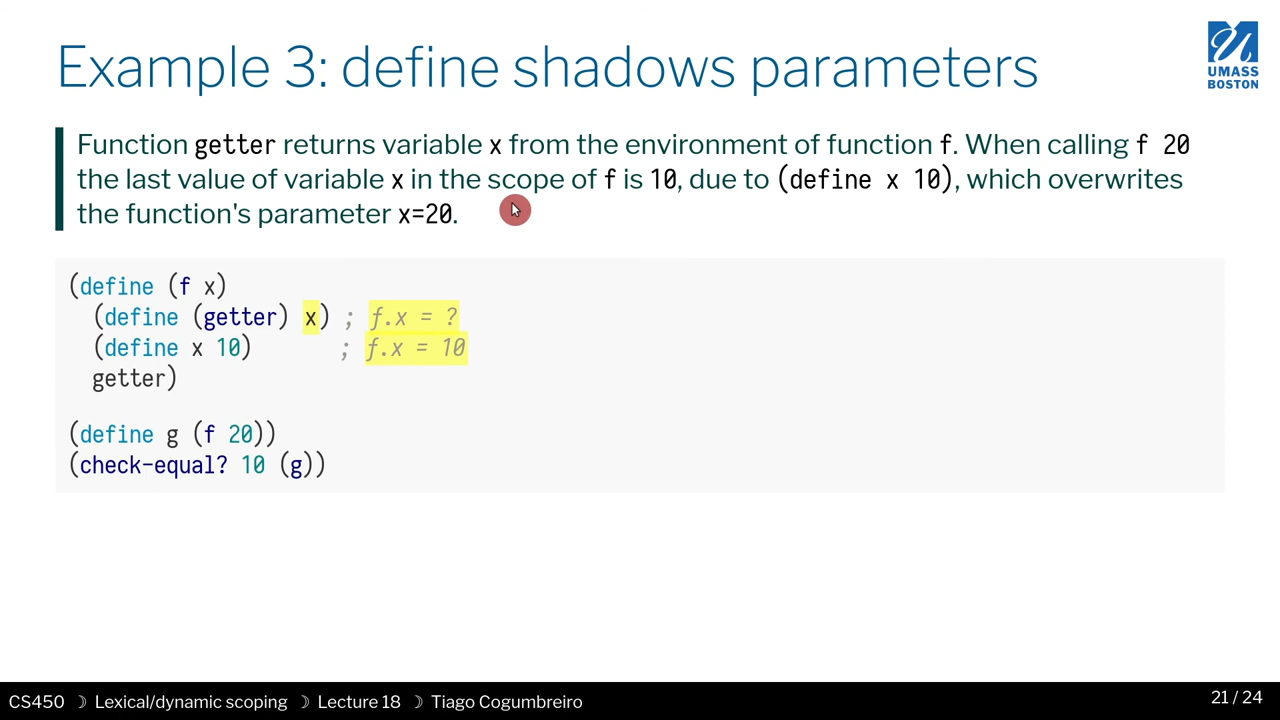 Example 3: define shadows parameters
UMASS
BOSTON
Function getter returns variable x from the environment of function f. When calling f 20
the last value of variable x in the scope of f is 10, due to (define x 10), which overwrites
the function's parameter x=20.
(define (f x)
  (define (getter) x) ; f.x = ?
  (define x 10)       ; f.x = 10
  getter)
(define g (f 20))
(check-equal? 10 (g))
CS450 ☽ Lexical/dynamic scoping ☽ Lecture 18 ☽ Tiago Cogumbreiro
21 / 24